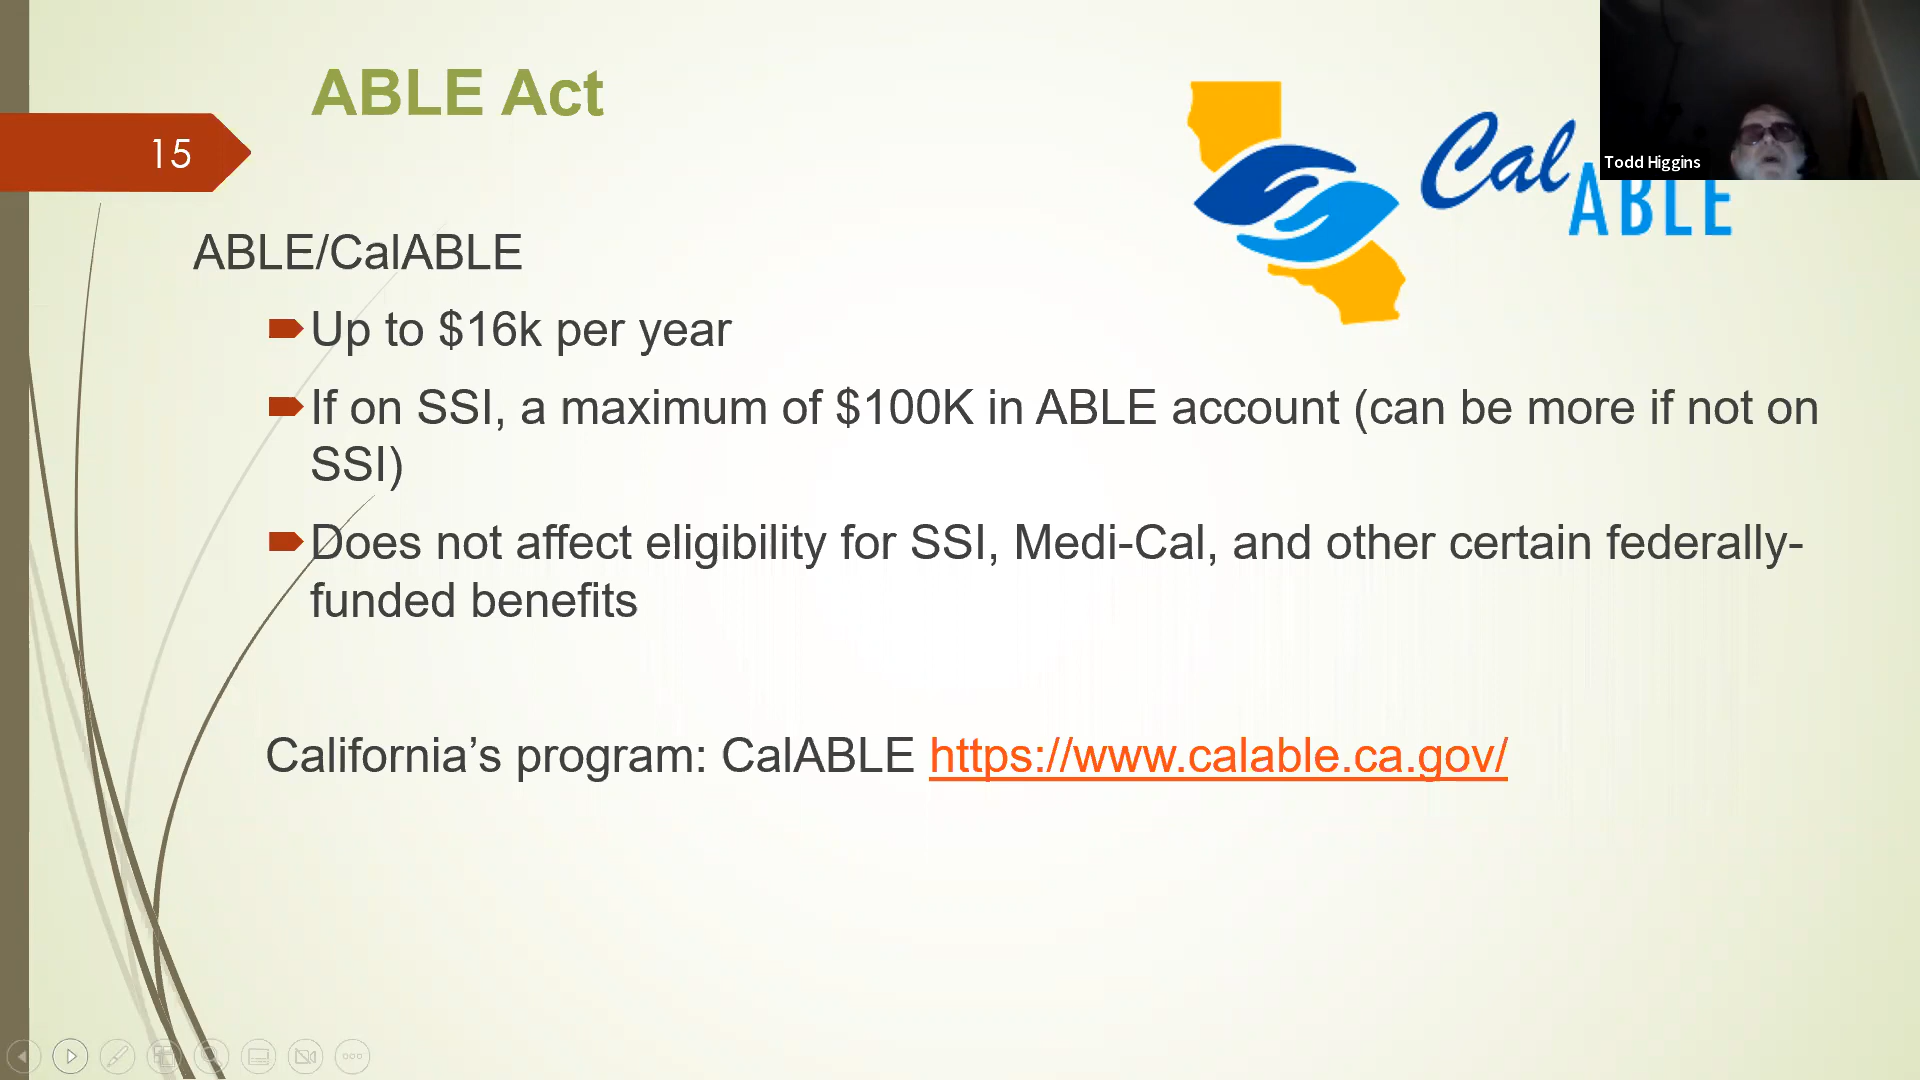 ABLE Act
15
Cal
ABLE
Todd Higgins
ABLE/CalABLE
Up to $16k per year
If on SSI, a maximum of $100K in ABLE account (can be more if not on
SSI)
Does not affect eligibility for SSI, Medi-Cal, and other certain federally-
funded benefits
California’s program: CalABLE https://www.calable.ca.gov/